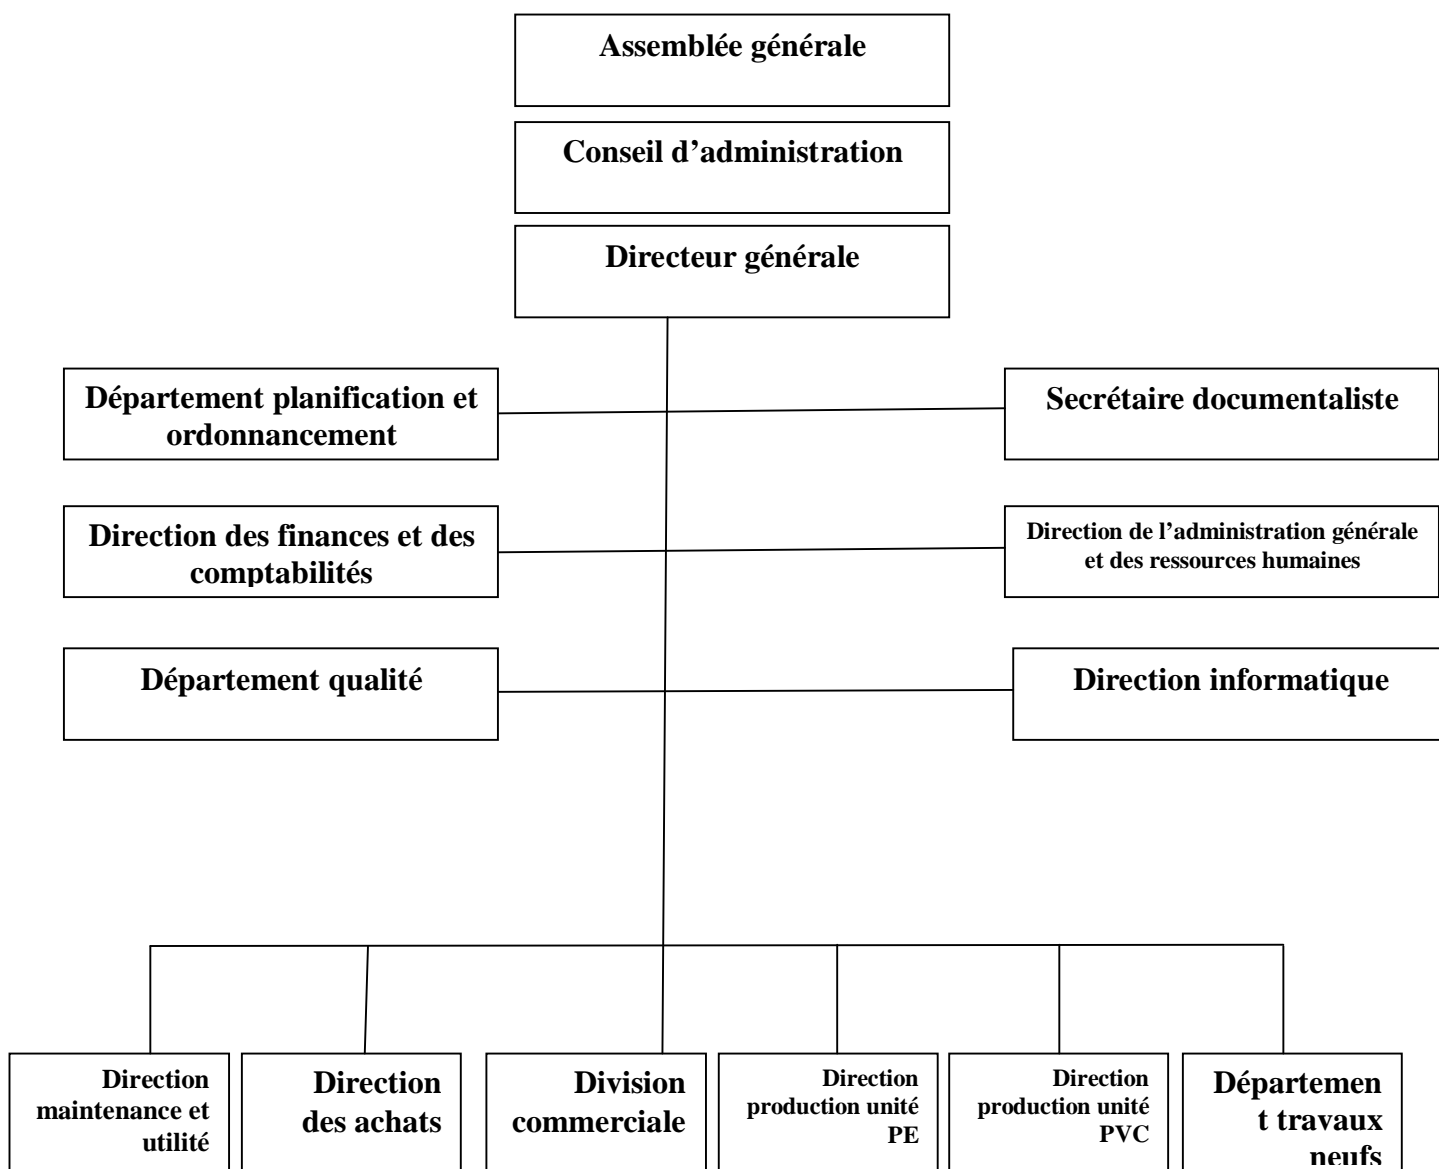 Assemblée générale
Conseil d’administration
Directeur générale
Département planification et
ordonnancement
Secrétaire documentaliste
Direction des finances et des
comptabilités
Direction de l’administration générale
et des ressources humaines
Département qualité
Direction informatique
Direction
maintenance et
utilité
Direction
des achats
Division
commerciale
Direction
production unité
PE
Direction
production unité
PVC
Départemen
t travaux
neufs